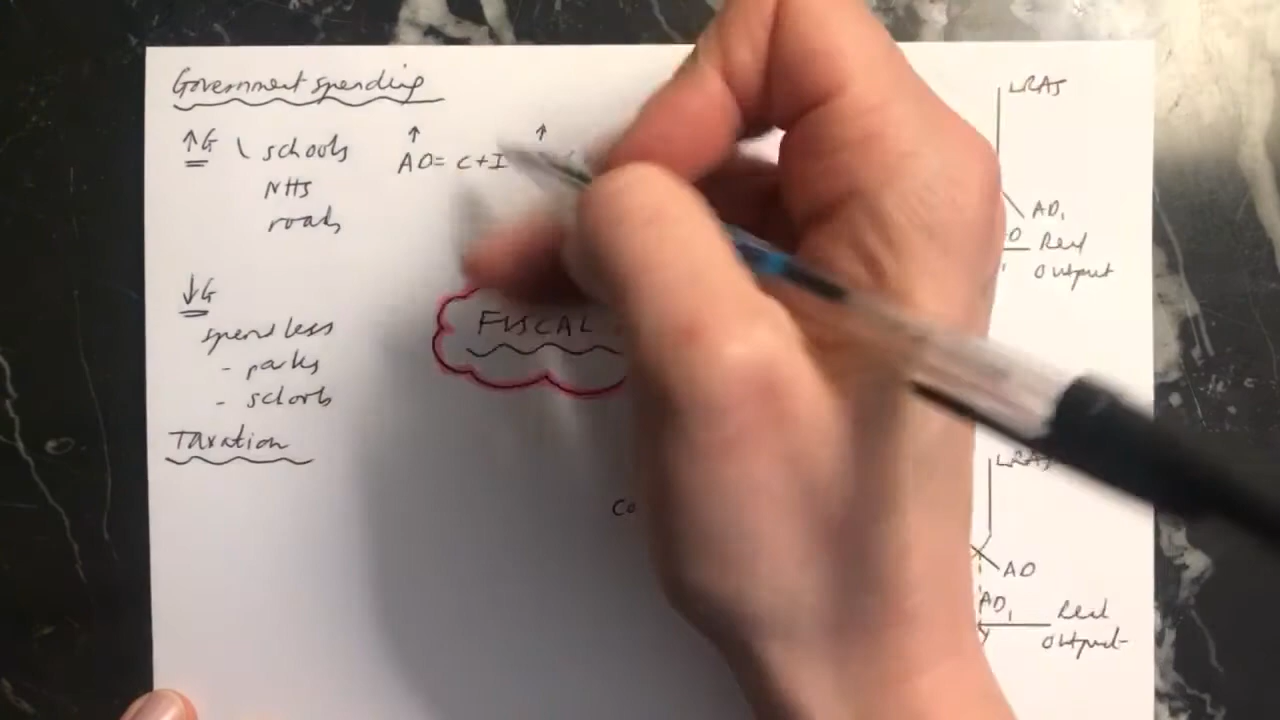 Government spending
↑G \ schools
NHS
roads
↑ ↑
AD= C+I
↓G
spend less
- parks
- schools
Taxation
FISCAL
Co
LRAS
AD1
Real
Output
LRAS
AD
AD1
Real
Output